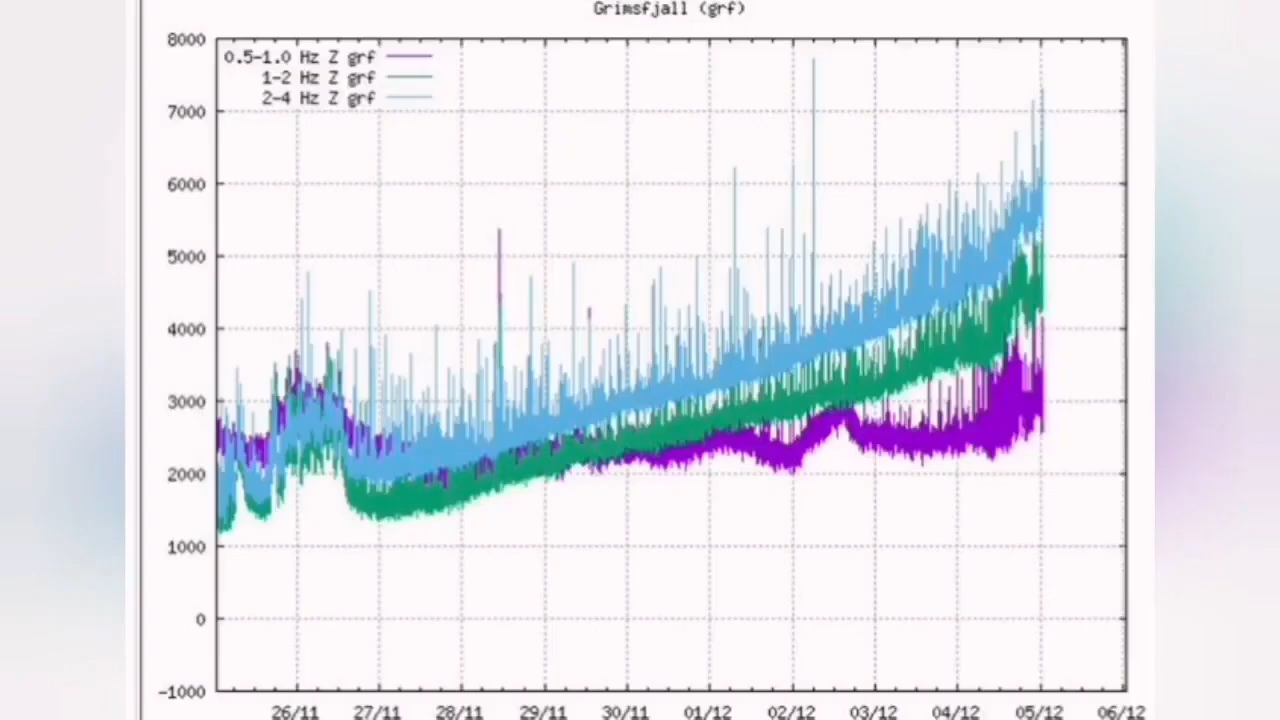 Grimsfjall (grf)
8000
0.5-1.0 Hz Z grf
1-2 Hz Z grf
2-4 Hz Z grf
7000
6000
5000
4000
3000
2000
1000
0
-1000
26/11 27/11 28/11 29/11 30/11 01/12 02/12 03/12 04/12 05/12 06/12